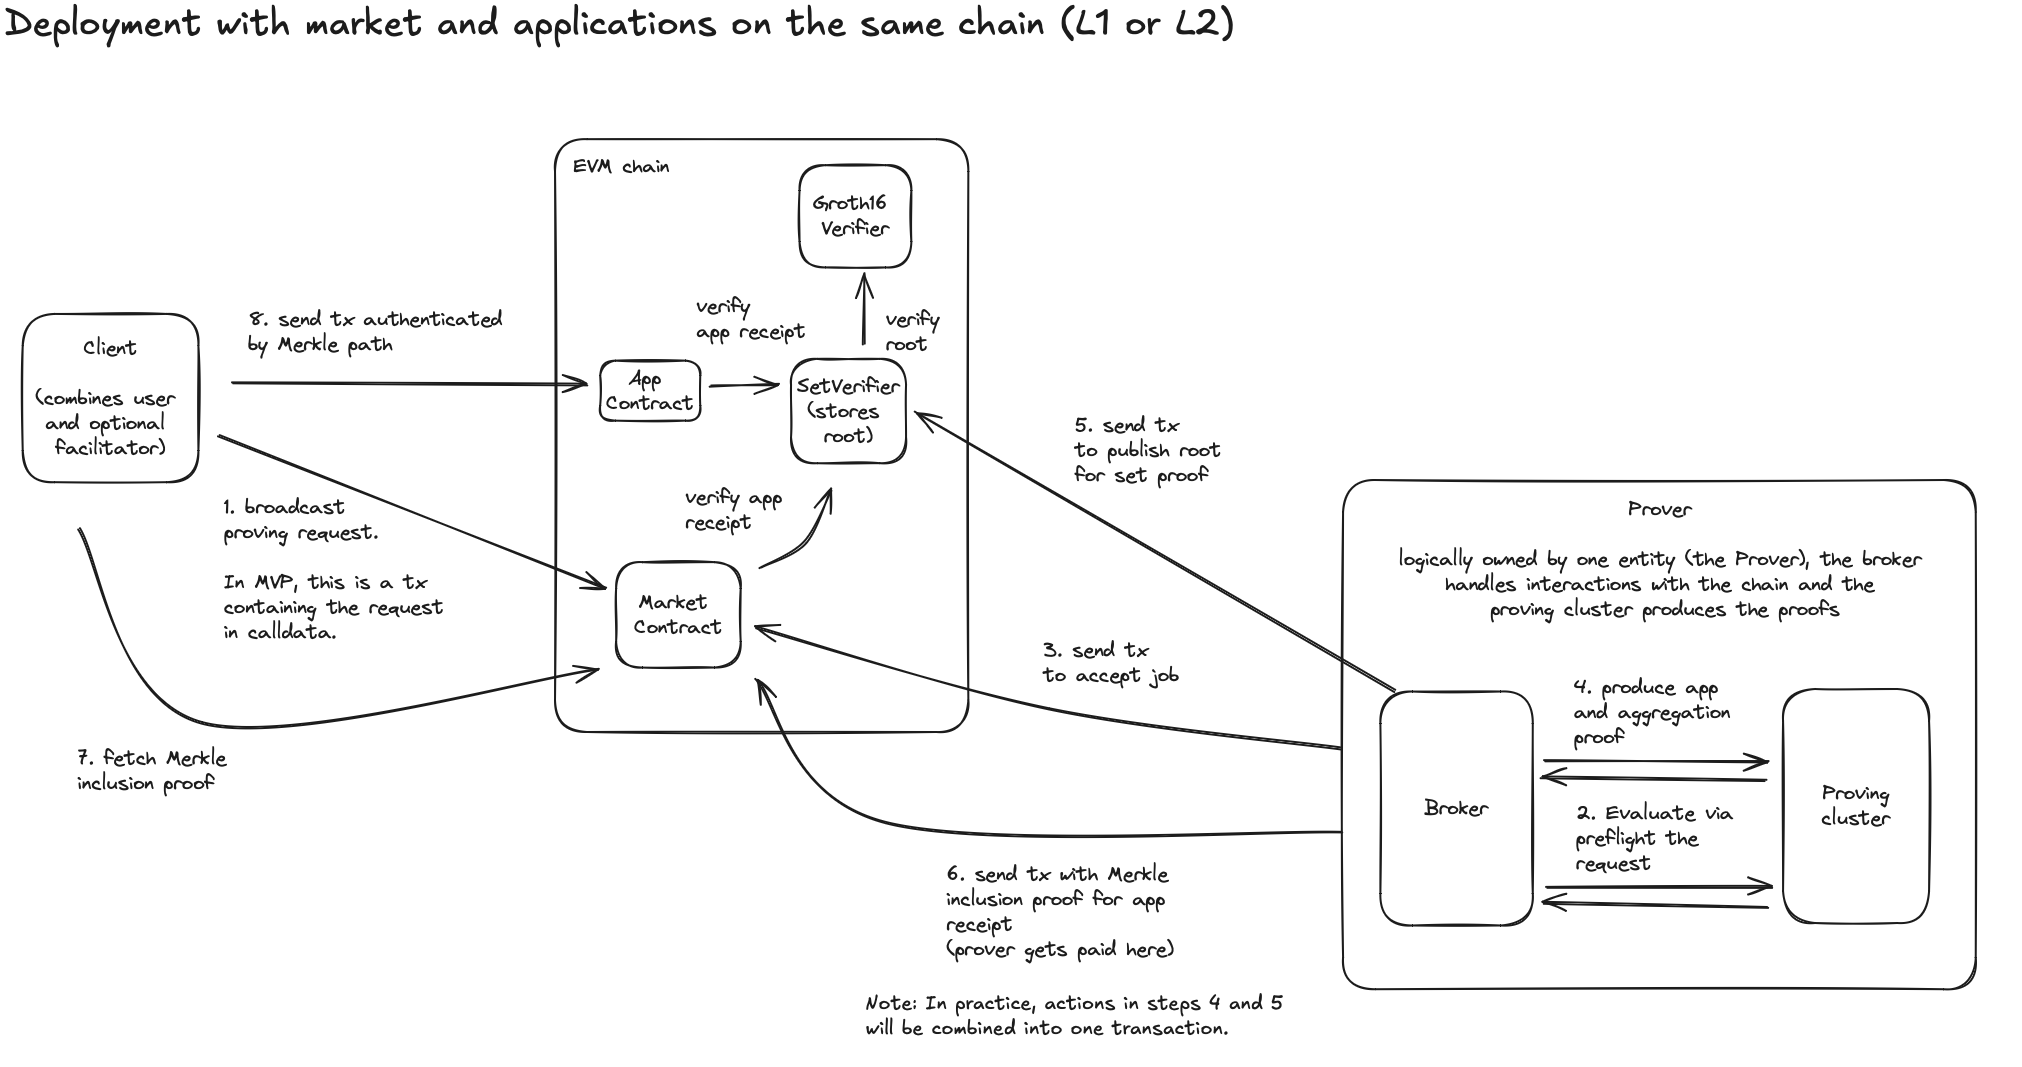 Deployment with market and applications on the same chain (L1 or L2)
EVM chain
Groth16
Verifier
verify
app receipt
verify
root
8. send tx authenticated
by Merkle path
Client
(combines user
and optional
facilitator)
App
Contract
SetVerifier
(stores
root)
5. send tx
to publish root
for set proof
1. broadcast
proving request.
In MVP, this is a tx
containing the request
in calldata.
verify app
receipt
Market
Contract
Prover
logically owned by one entity (the Prover), the broker
handles interactions with the chain and the
proving cluster produces the proofs
3. send tx
to accept job
4. produce app
and aggregation
proof
Broker
Proving
cluster
2. Evaluate via
preflight the
request
7. fetch Merkle
inclusion proof
6. send tx with Merkle
inclusion proof for app
receipt
(prover gets paid here)
Note: In practice, actions in steps 4 and 5
will be combined into one transaction.